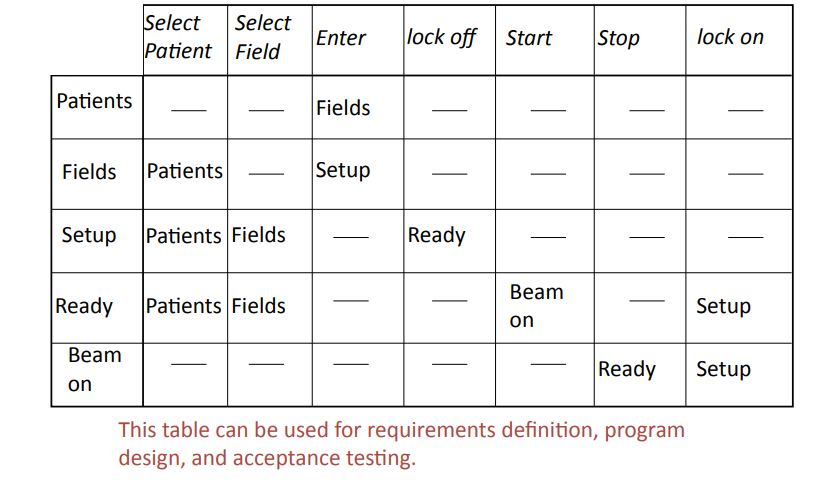 Select Patient Select Field Enter lock off Start Stop lock on
Patients —— —— Fields —— —— —— ——
Fields Patients —— Setup —— —— —— ——
Setup Patients Fields —— Ready —— —— ——
Ready Patients Fields —— —— Beam on —— Setup
Beam on —— —— —— —— —— Ready Setup
This table can be used for requirements definition, program
design, and acceptance testing.